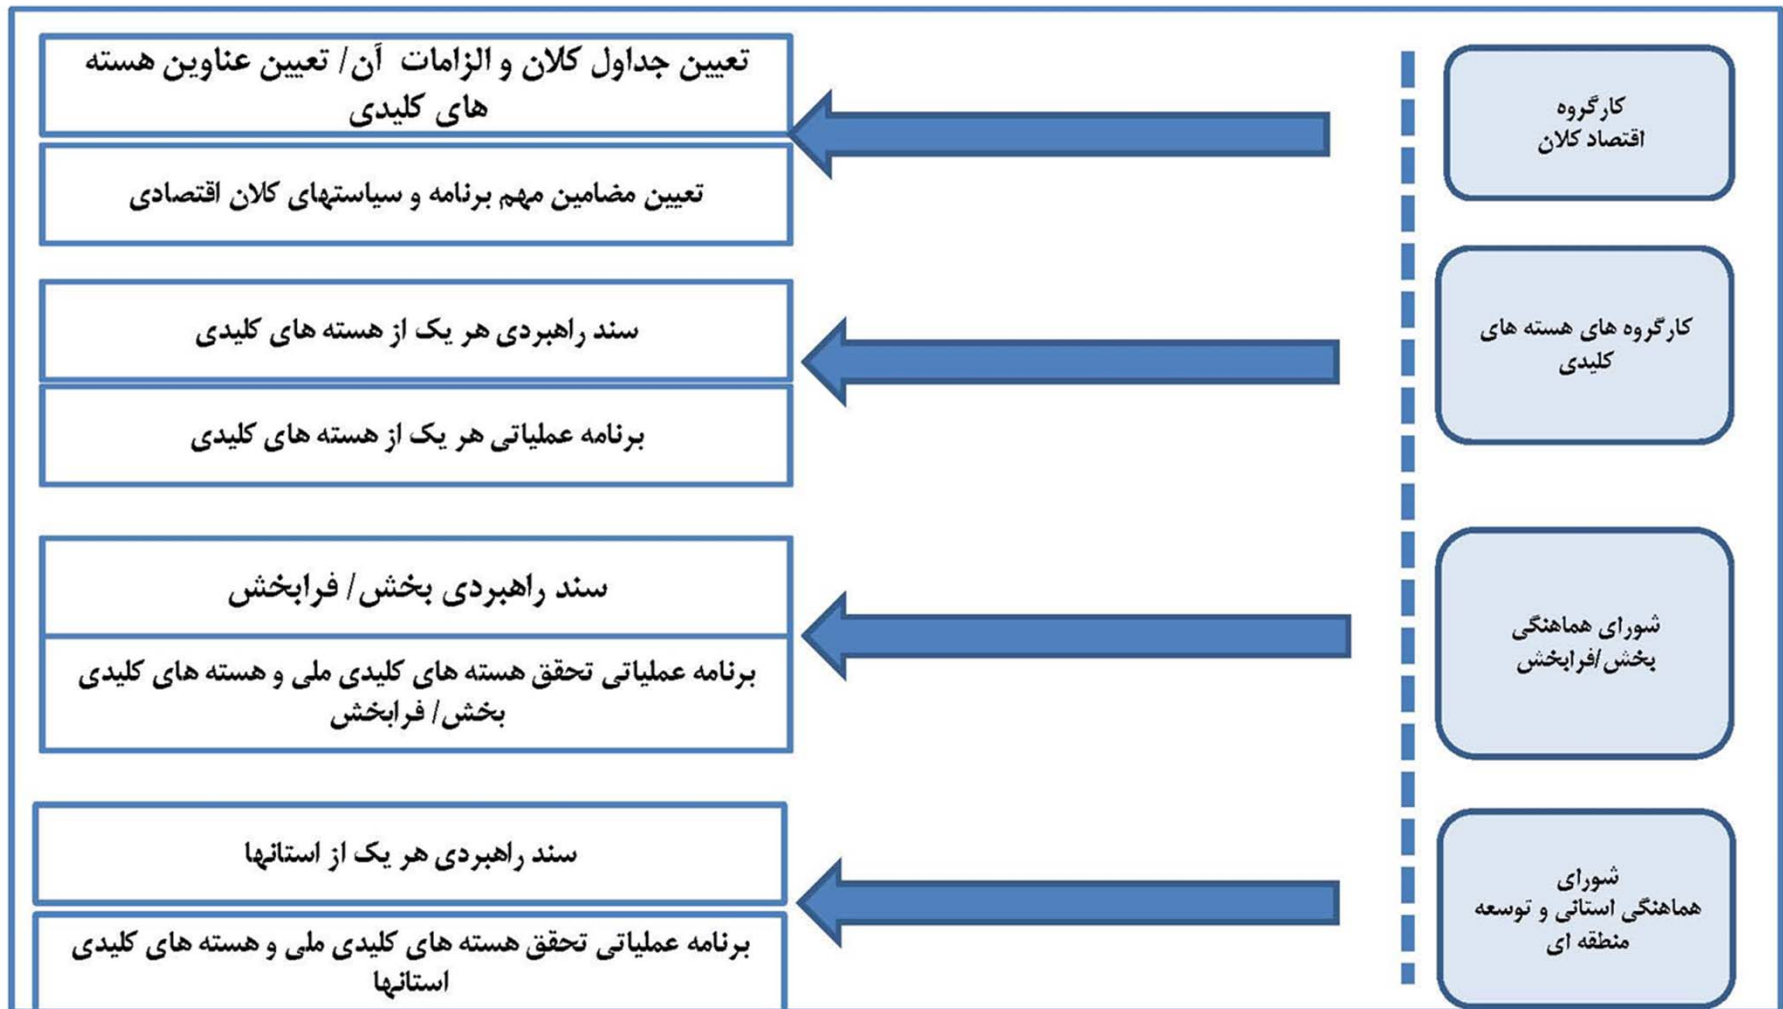 کارگروه
اقتصاد کلان
تعیین جداول کلان و الزامات آن/ تعیین عناوین هسته
های کلیدی
تعیین مضامین مهم برنامه و سیاستهای کلان اقتصادی
کارگروه های هسته های
کلیدی
سند راهبردی هر یک از هسته های کلیدی
برنامه عملیاتی هر یک از هسته های کلیدی
شورای هماهنگی
بخش/فرابخش
سند راهبردی بخش/ فرابخش
برنامه عملیاتی تحقق هسته های کلیدی ملی و هسته های کلیدی
بخش/ فرابخش
شورای
هماهنگی استانی و توسعه
منطقه ای
سند راهبردی هر یک از استانها
برنامه عملیاتی تحقق هسته های کلیدی ملی و هسته های کلیدی
استانها